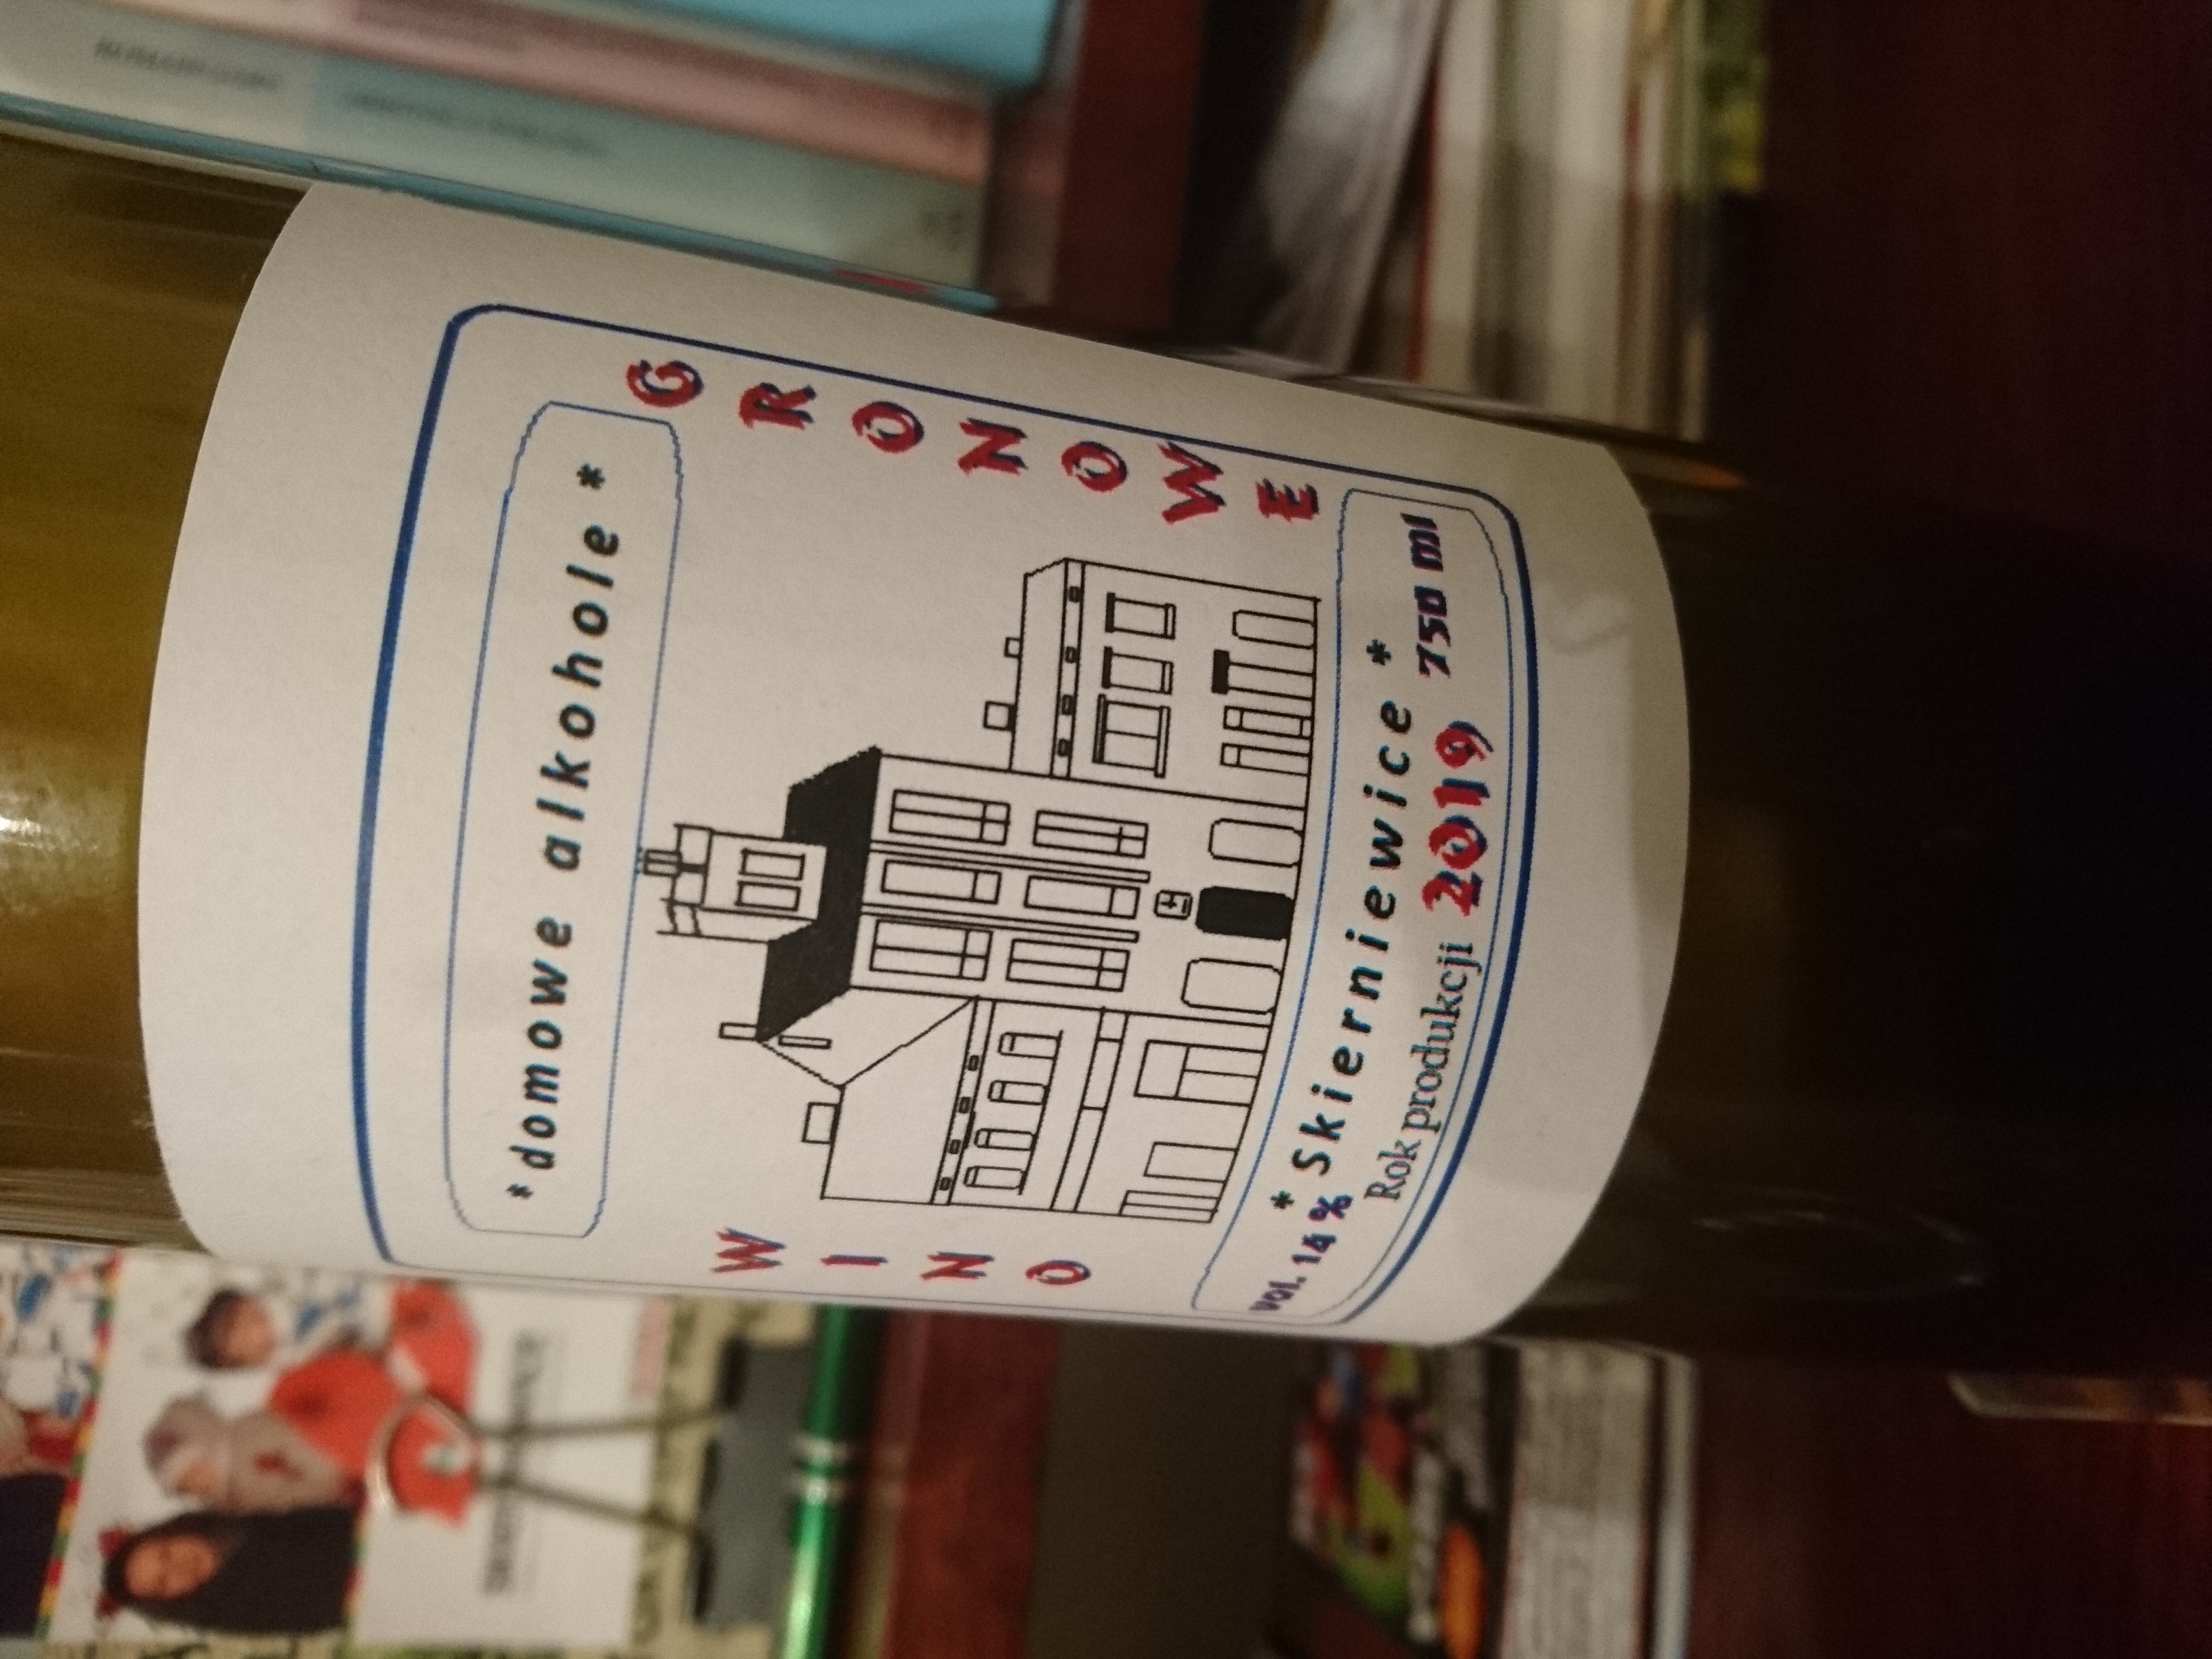 * domowe alkohole *
WINO
GRONOWE
* Skierniewice *
vol. 14% Rok produkcji 2019 750 ml